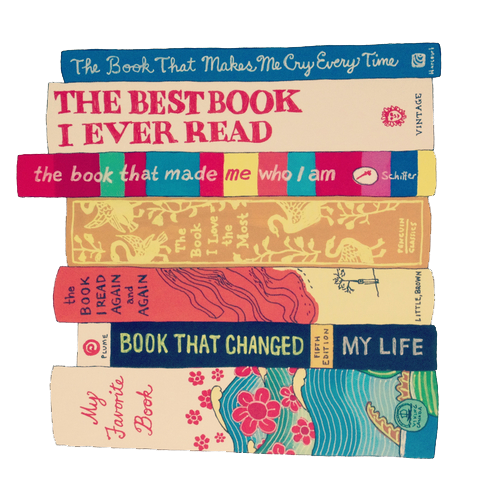 The Book That Makes Me Cry Every Time
THE BEST BOOK
I EVER READ
VINTAGE
the book that made me who I am
Schiffer
The
Book
I Love
the
Most
PENGUIN
CLASSICS
the
BOOK
I READ
AGAIN
and
AGAIN
LITTLE, BROWN
PLUME
BOOK THAT CHANGED
FIFTH
EDITION
MY LIFE
My
Favorite
Book